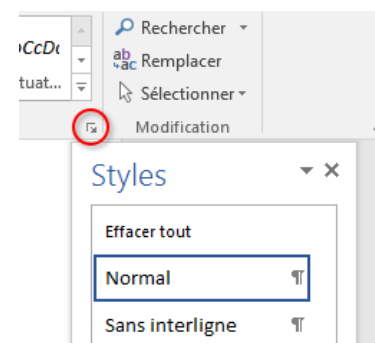 Rechercher
Remplacer
Sélectionner
Modification
Styles
Effacer tout
Normal ¶
Sans interligne ¶